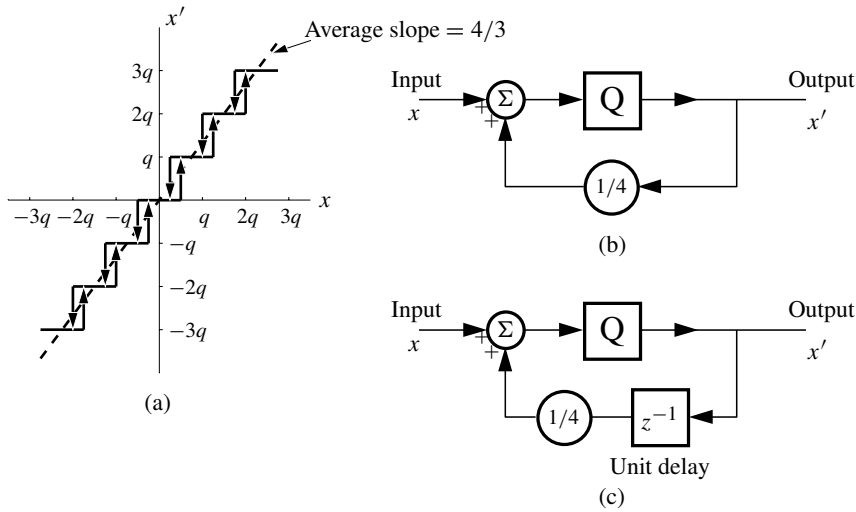 x′
Average slope = 4/3
3q
2q
q
−3q −2q −q q 2q 3q x
−q
−2q
−3q
(a)
Input Output
x + + Σ Q x′
1/4
(b)
Input Output
x + + Σ Q x′
1/4 z⁻¹
Unit delay
(c)